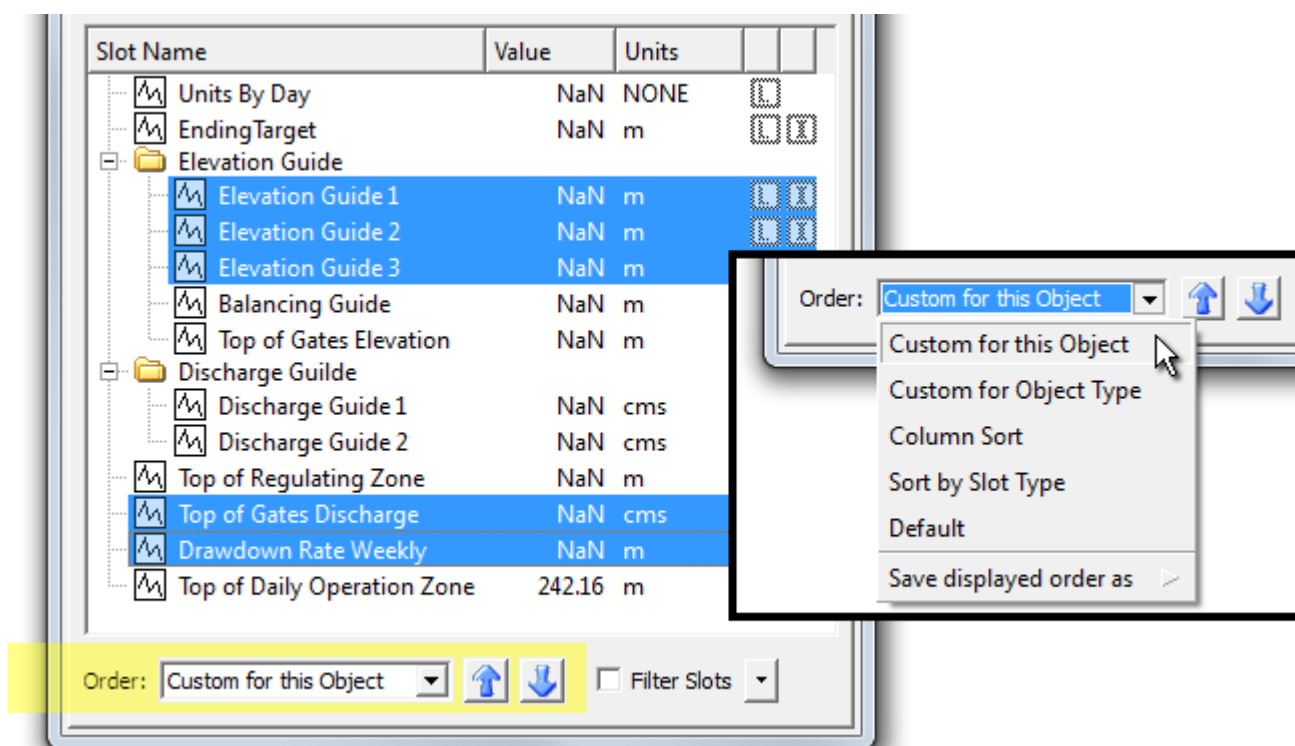 Slot Name Value Units
Units By Day NaN NONE L
EndingTarget NaN m L I
Elevation Guide
Elevation Guide 1 NaN m L I
Elevation Guide 2 NaN m L I
Elevation Guide 3 NaN m
Balancing Guide NaN m
Top of Gates Elevation NaN m
Discharge Guilde
Discharge Guide 1 NaN cms
Discharge Guide 2 NaN cms
Top of Regulating Zone NaN m
Top of Gates Discharge NaN cms
Drawdown Rate Weekly NaN m
Top of Daily Operation Zone 242.16 m
Order: Custom for this Object Filter Slots
Order: Custom for this Object
Custom for this Object
Custom for Object Type
Column Sort
Sort by Slot Type
Default
Save displayed order as